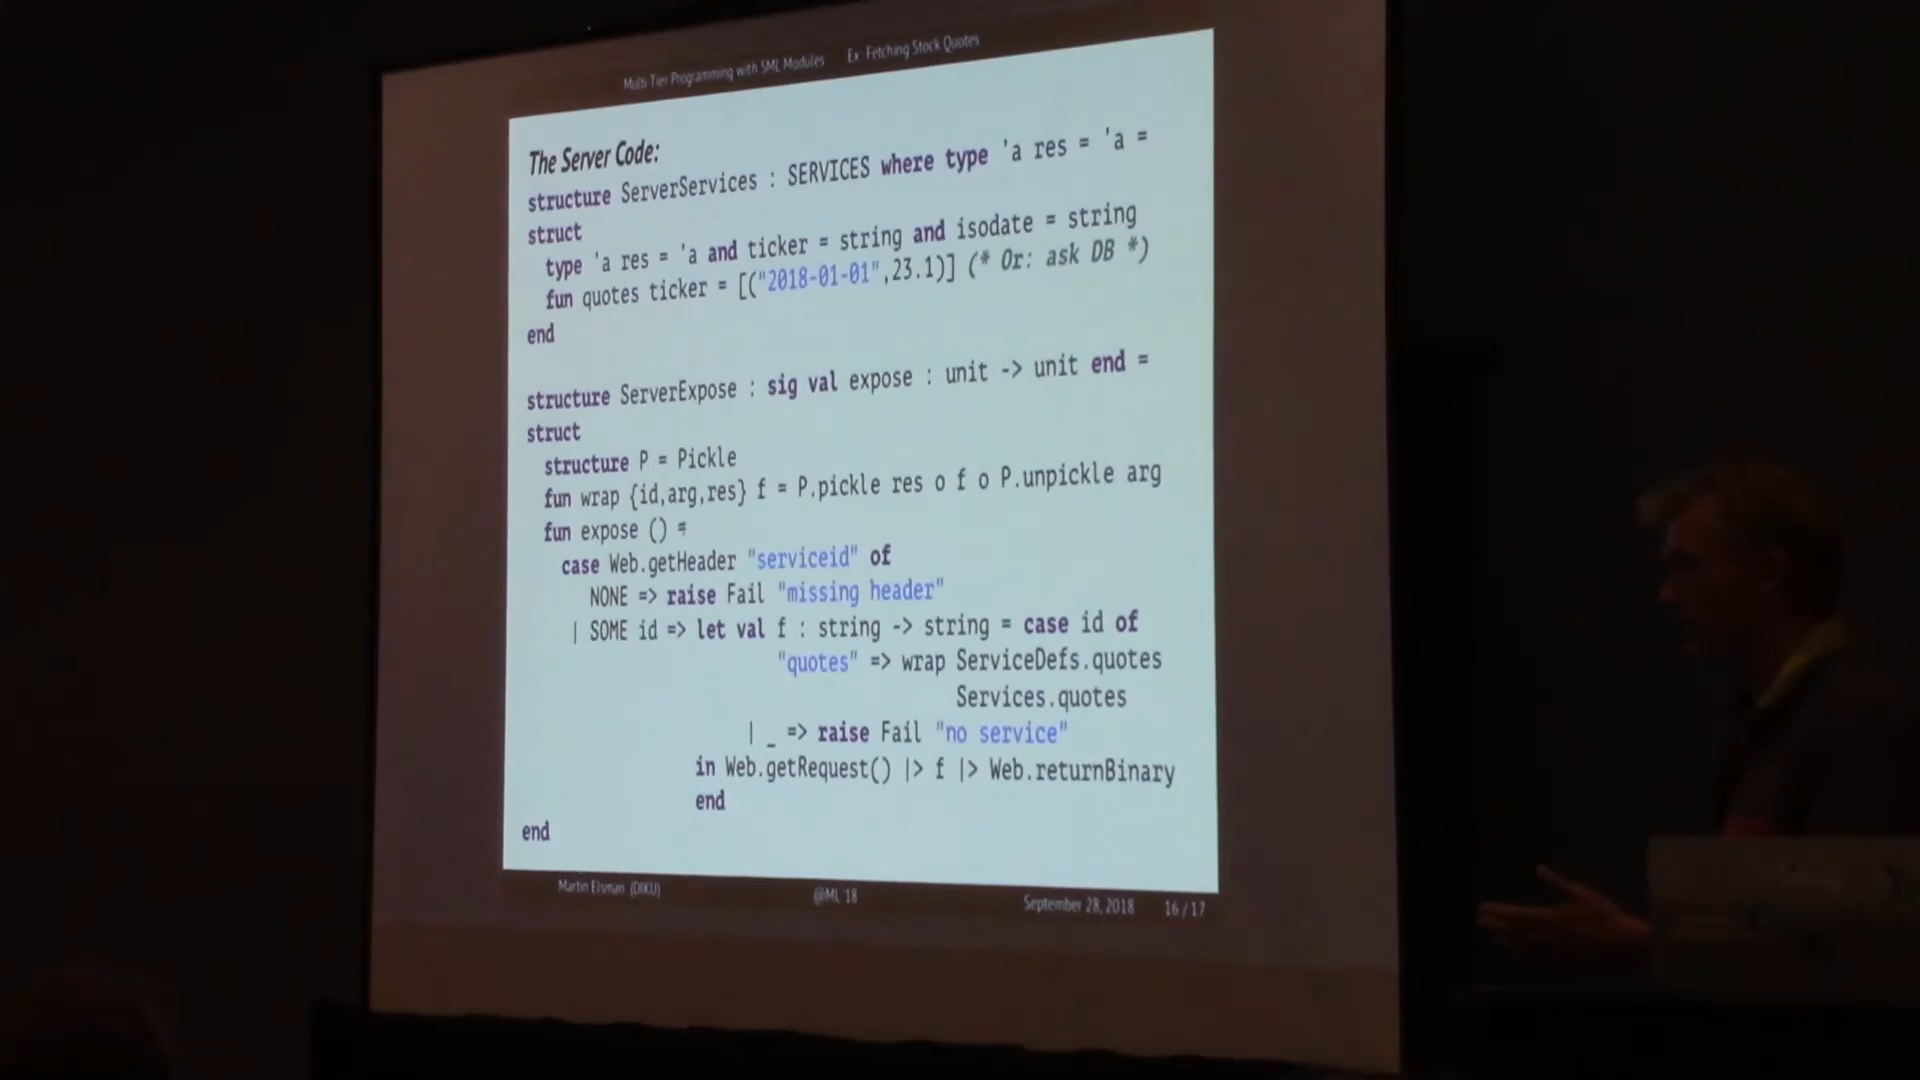 Multi-Tier Programming with SML Modules Ex: Fetching Stock Quotes
The Server Code:
structure ServerServices : SERVICES where type 'a res = 'a =
struct
type 'a res = 'a and ticker = string and isodate = string
fun quotes ticker = [("2018-01-01",23.1)] (* Or: ask DB *)
end
structure ServerExpose : sig val expose : unit -> unit end =
struct
structure P = Pickle
fun wrap {id,arg,res} f = P.pickle res o f o P.unpickle arg
fun expose () =
case Web.getHeader "serviceid" of
NONE => raise Fail "missing header"
| SOME id => let val f : string -> string = case id of
"quotes" => wrap ServiceDefs.quotes
Services.quotes
| _ => raise Fail "no service"
in Web.getRequest() |> f |> Web.returnBinary
end
end
Martin Elsman (DIKU) @ML '18 September 28, 2018 16 / 17